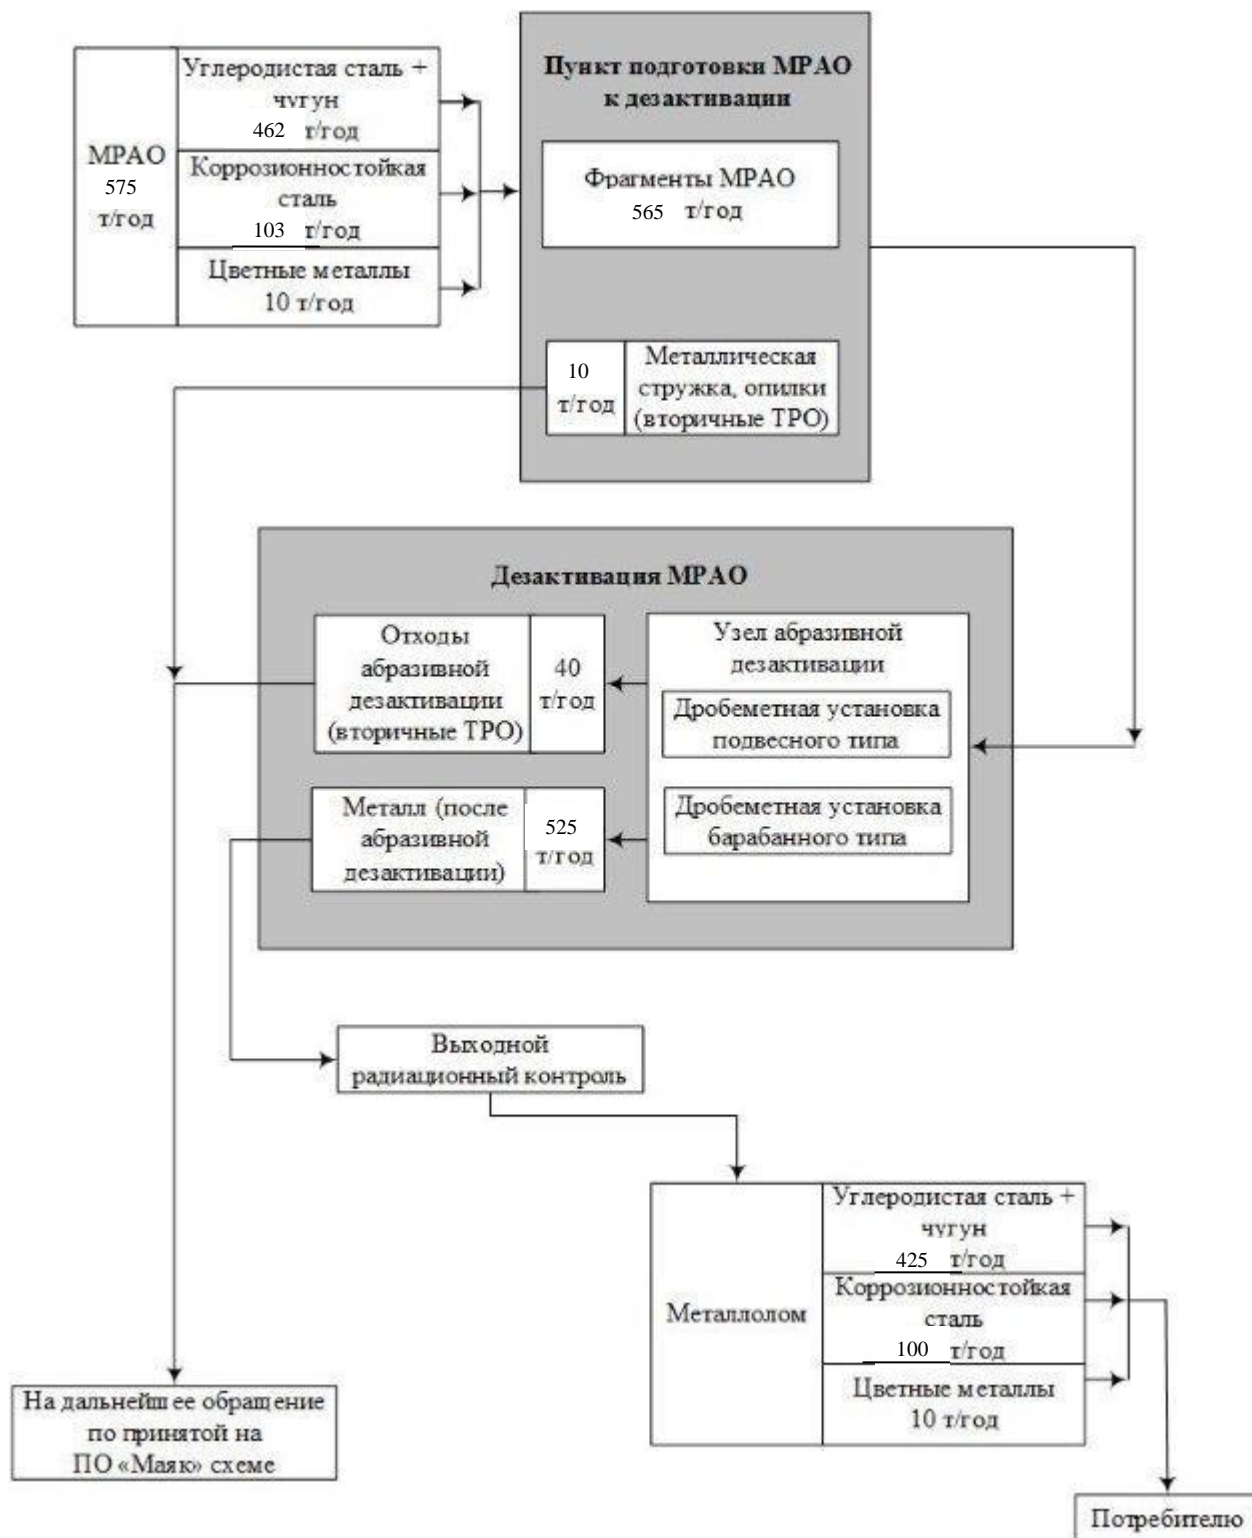 МРАО
575
т/год
Углеродистая сталь +
чугун
462 т/год
Коррозионностойкая
сталь
103 т/год
Цветные металлы
10 т/год
Пункт подготовки МРАО
к дезактивации
Фрагменты МРАО
565 т/год
10
т/год
Металлическая
стружка, опилки
(вторичные ТРО)
Дезактивация МРАО
Отходы
абразивной
дезактивации
(вторичные ТРО)
40
т/год
Узел абразивной
дезактивации
Дробеметная установка
подвесного типа
Дробеметная установка
барабанного типа
Металл (после
абразивной
дезактивации)
525
т/год
Выходной
радиационный контроль
Металлолом
Углеродистая сталь +
чугун
425 т/год
Коррозионностойкая
сталь
100 т/год
Цветные металлы
10 т/год
На дальнейшее обращение
по принятой на
ПО «Маяк» схеме
Потребителю